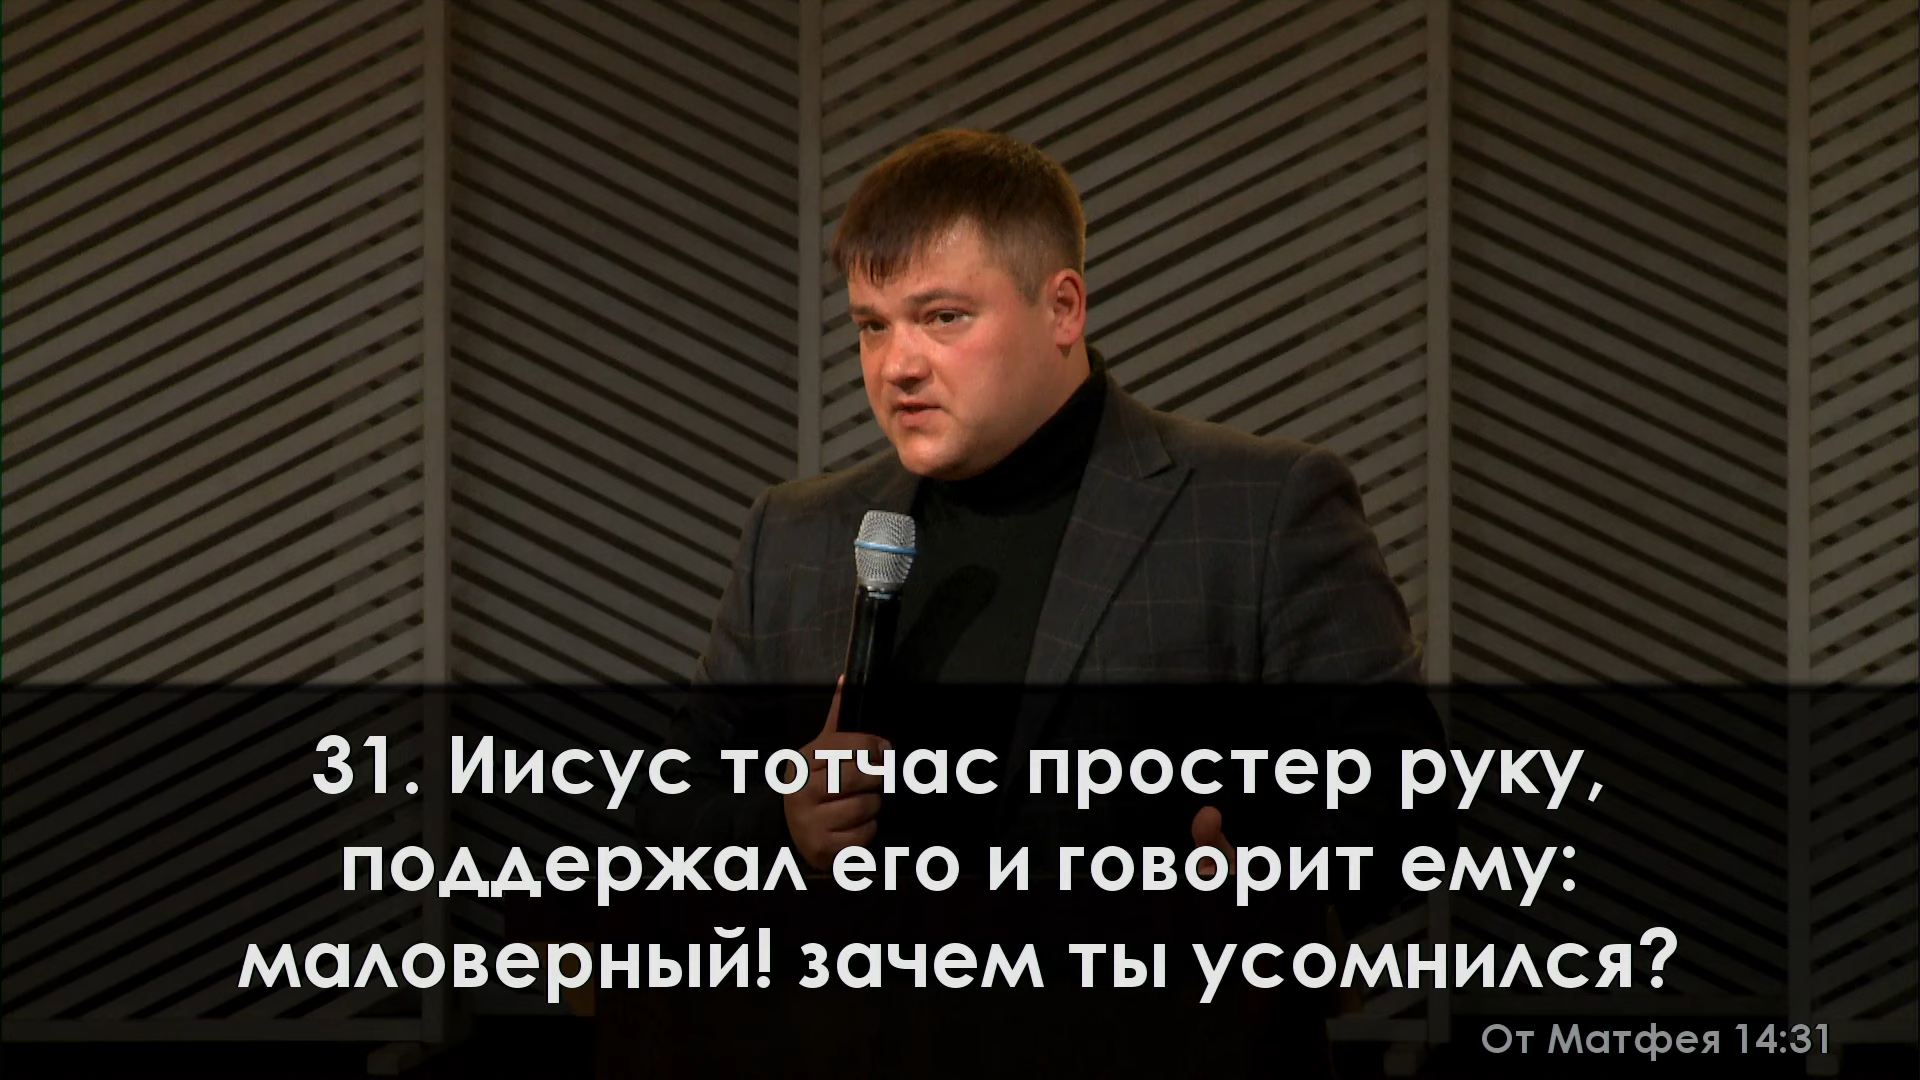 31. Иисус тотчас простер руку,
поддержал его и говорит ему:
маловерный! зачем ты усомнился?
От Матфея 14:31